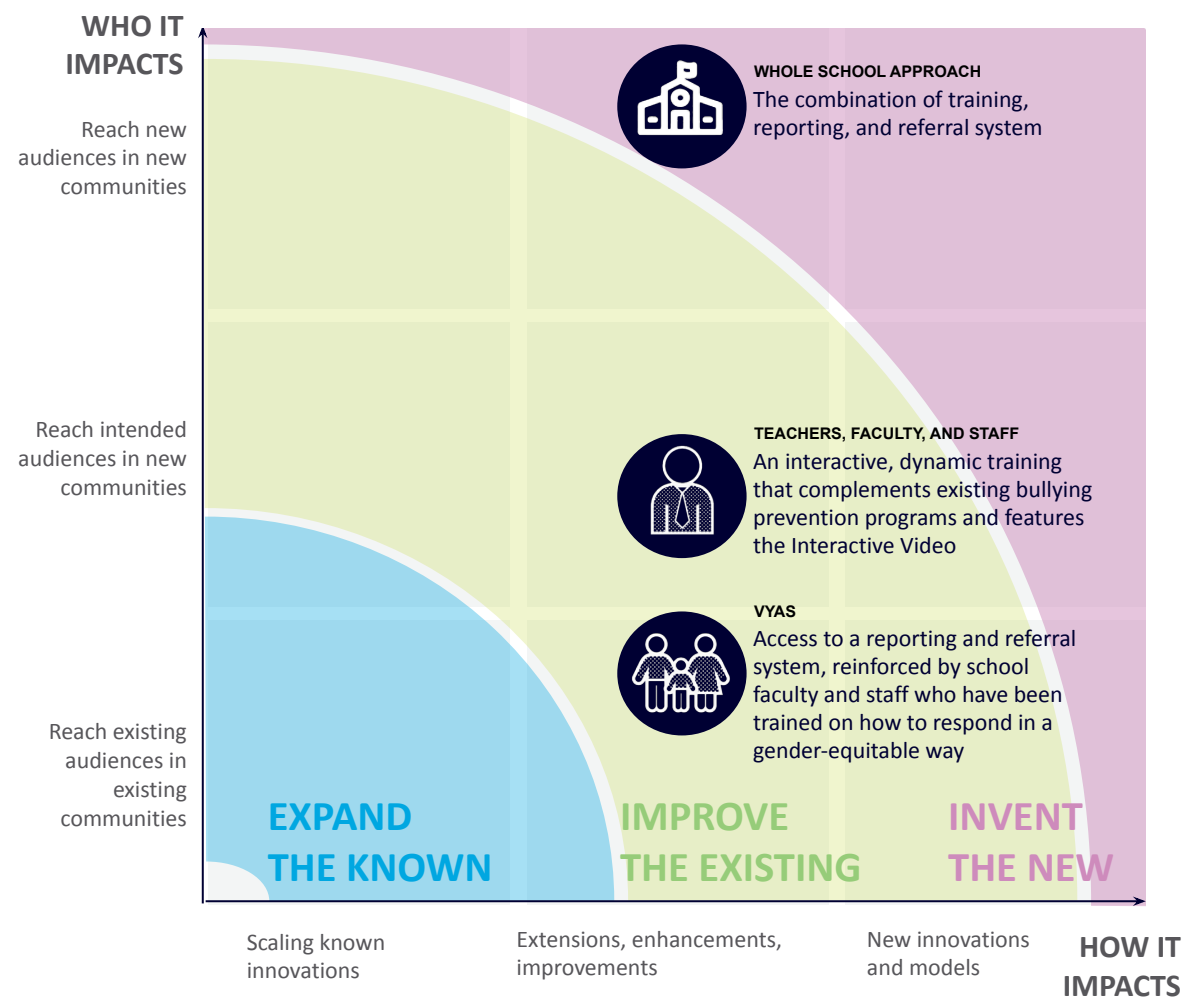 WHO IT
IMPACTS
Reach new
audiences in new
communities
WHOLE SCHOOL APPROACH
The combination of training,
reporting, and referral system
Reach intended
audiences in new
communities
TEACHERS, FACULTY, AND STAFF
An interactive, dynamic training
that complements existing bullying
prevention programs and features
the Interactive Video
VYAS
Access to a reporting and referral
system, reinforced by school
faculty and staff who have been
trained on how to respond in a
gender-equitable way
Reach existing
audiences in
existing
communities
EXPAND
THE KNOWN
IMPROVE
THE EXISTING
INVENT
THE NEW
Scaling known
innovations
Extensions, enhancements,
improvements
New innovations
and models
HOW IT
IMPACTS